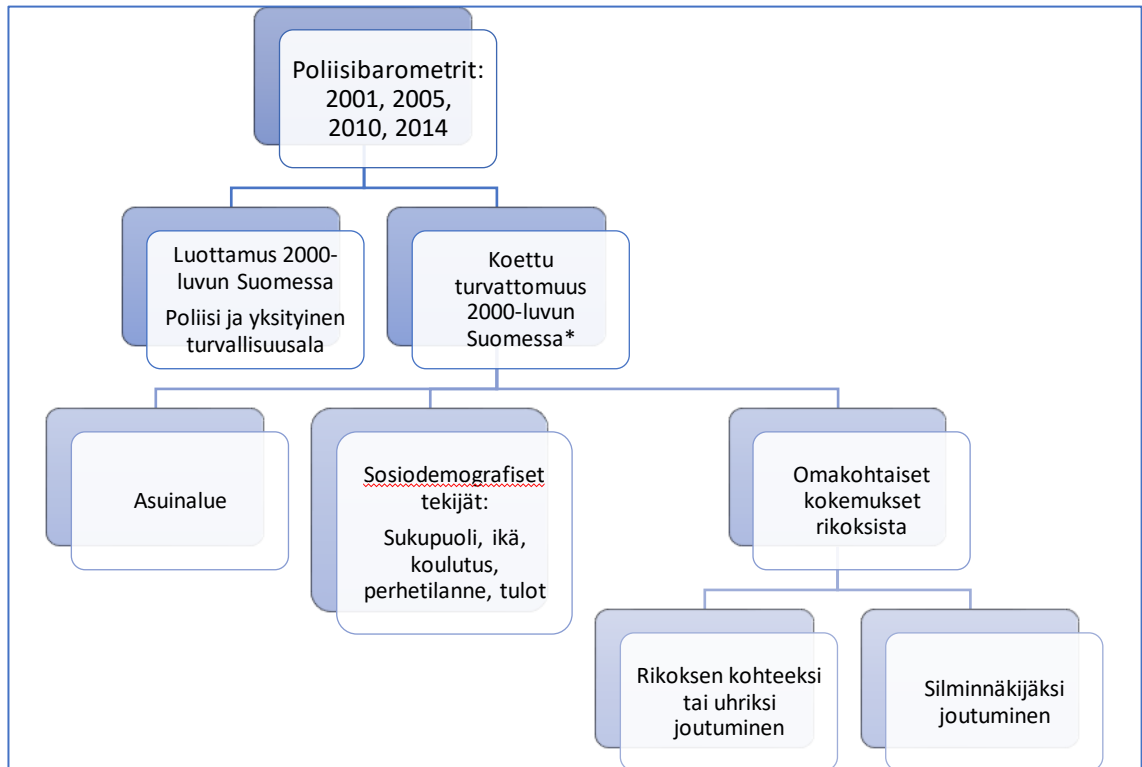 Poliisibarometrit:
2001, 2005,
2010, 2014
Luottamus 2000-
luvun Suomessa
Poliisi ja yksityinen
turvallisuusala
Koettu
turvattomuus
2000-luvun
Suomessa*
Asuinalue
Sosiodemografiset
tekijät:
Sukupuoli, ikä,
koulutus,
perhetilanne, tulot
Omakohtaiset
kokemukset
rikoksista
Rikoksen kohteeksi
tai uhriksi
joutuminen
Silminnäkijäksi
joutuminen